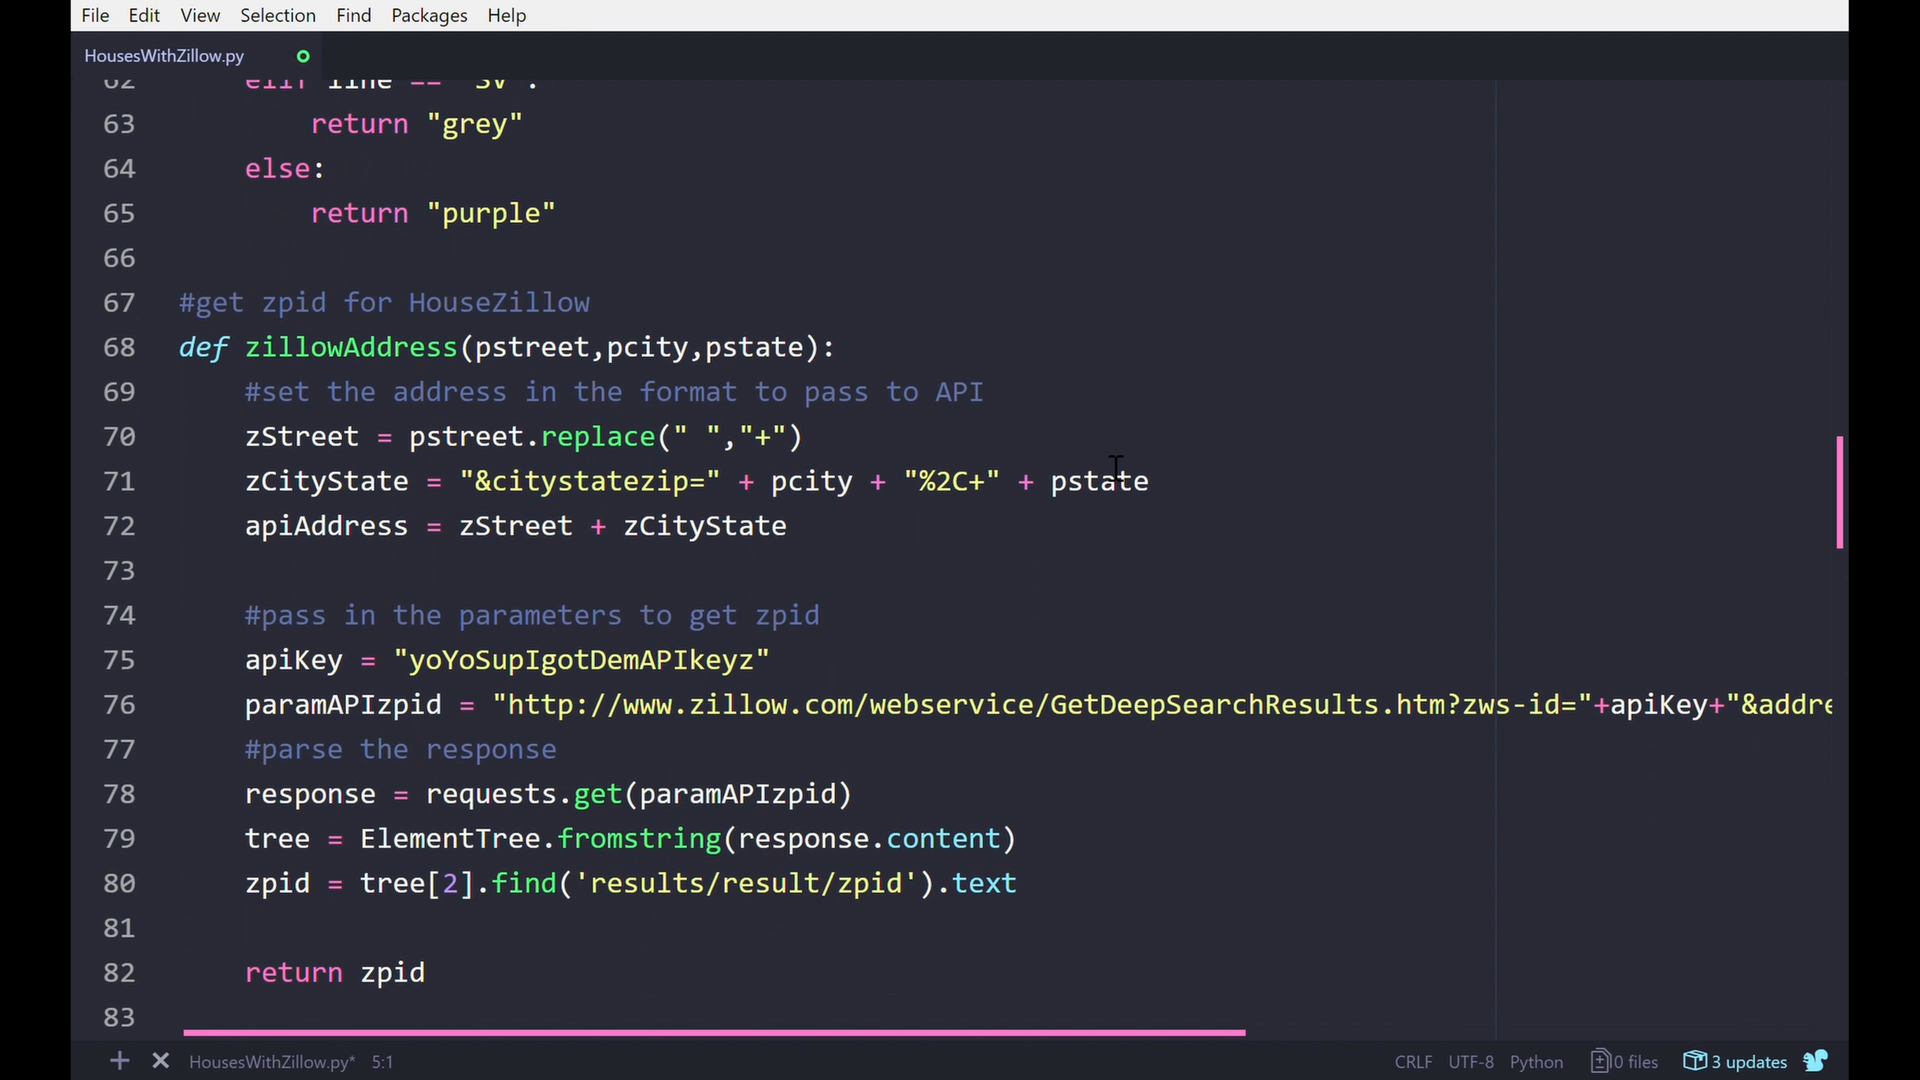 File Edit View Selection Find Packages Help
HousesWithZillow.py
62 elif line == "SV":
63 return "grey"
64 else:
65 return "purple"
66
67 #get zpid for HouseZillow
68 def zillowAddress(pstreet,pcity,pstate):
69 #set the address in the format to pass to API
70 zStreet = pstreet.replace(" ","+")
71 zCityState = "&citystatezip=" + pcity + "%2C+" + pstate
72 apiAddress = zStreet + zCityState
73
74 #pass in the parameters to get zpid
75 apiKey = "yoYoSupIgotDemAPIkeyz"
76 paramAPIzpid = "http://www.zillow.com/webservice/GetDeepSearchResults.htm?zws-id="+apiKey+"&addre
77 #parse the response
78 response = requests.get(paramAPIzpid)
79 tree = ElementTree.fromstring(response.content)
80 zpid = tree[2].find('results/result/zpid').text
81
82 return zpid
83
HousesWithZillow.py* 5:1 CRLF UTF-8 Python 0 files 3 updates